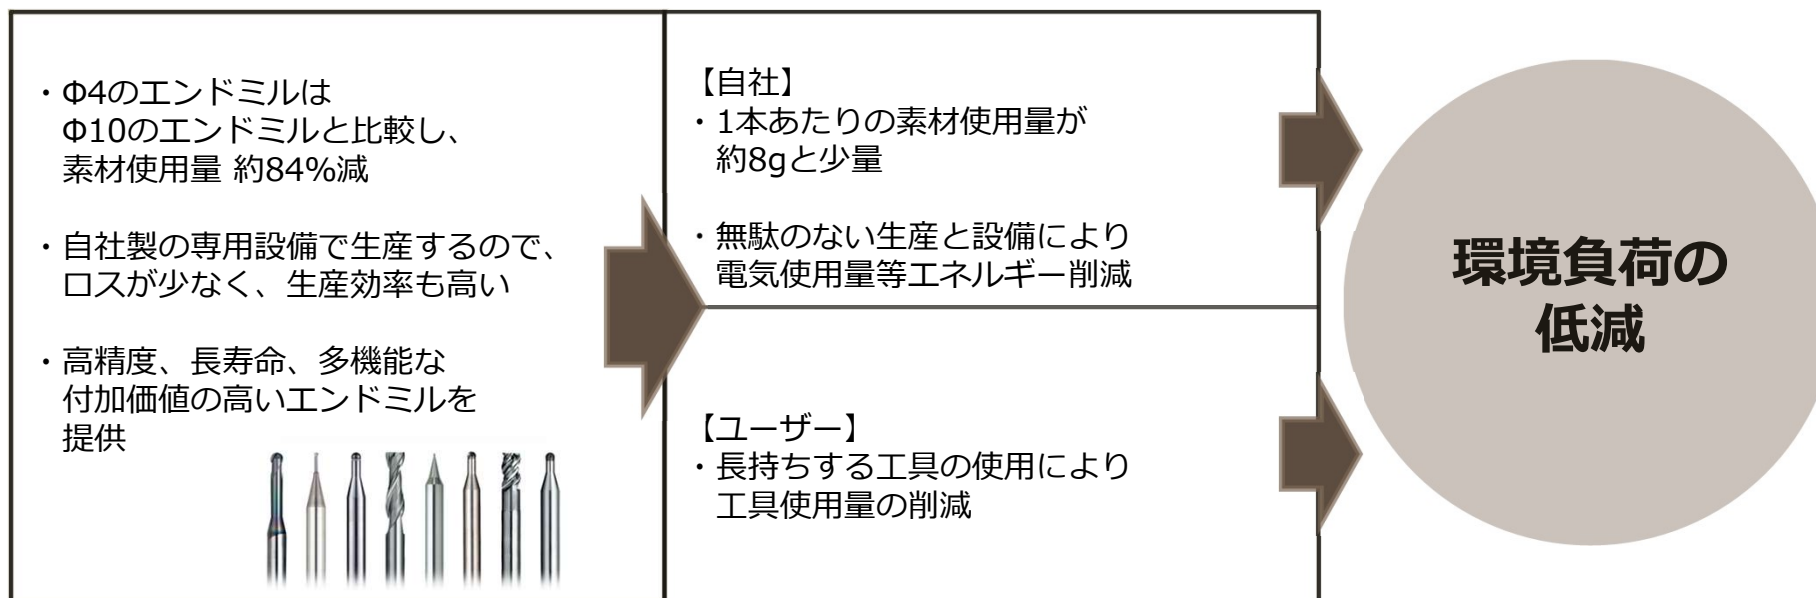 ・Φ4のエンドミルは
Φ10のエンドミルと比較し、
素材使用量 約84%減
・自社製の専用設備で生産するので、
ロスが少なく、生産効率も高い
・高精度、長寿命、多機能な
付加価値の高いエンドミルを
提供
【自社】
・1本あたりの素材使用量が
約8gと少量
・無駄のない生産と設備により
電気使用量等エネルギー削減
【ユーザー】
・長持ちする工具の使用により
工具使用量の削減
環境負荷の
低減